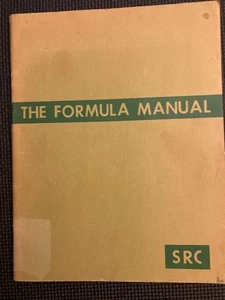 THE FORMULA MANUAL
SRC